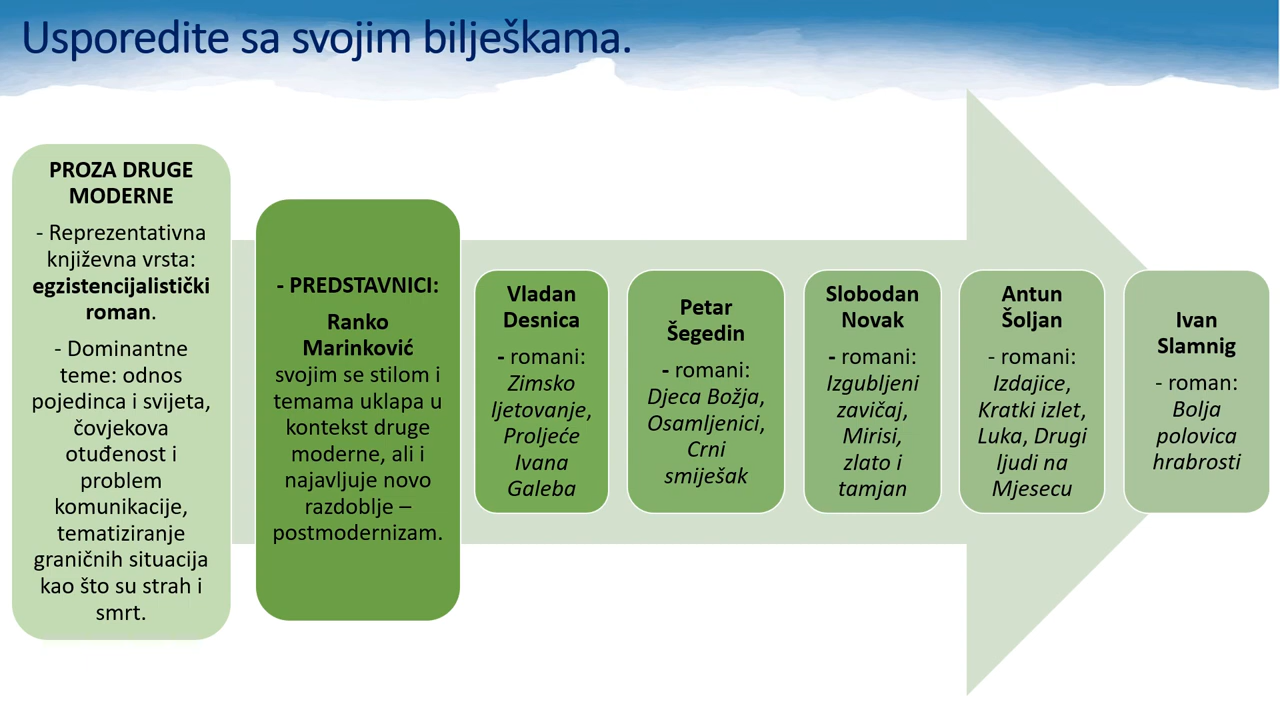 Usporedite sa svojim bilješkama.
PROZA DRUGE
MODERNE
- Reprezentativna
književna vrsta:
egzistencijalistički
roman.
- Dominantne
teme: odnos
pojedinca i svijeta,
čovjekova
otuđenost i
problem
komunikacije,
tematiziranje
graničnih situacija
kao što su strah i
smrt.
- PREDSTAVNICI:
Ranko
Marinković
svojim se stilom i
temama uklapa u
kontekst druge
moderne, ali i
najavljuje novo
razdoblje –
postmodernizam.
Vladan
Desnica
- romani:
Zimsko
ljetovanje,
Proljeće
Ivana
Galeba
Petar
Šegedin
- romani:
Djeca Božja,
Osamljenici,
Crni
smiješak
Slobodan
Novak
- romani:
Izgubljeni
zavičaj,
Mirisi,
zlato i
tamjan
Antun
Šoljan
- romani:
Izdajice,
Kratki izlet,
Luka, Drugi
ljudi na
Mjesecu
Ivan
Slamnig
- roman:
Bolja
polovica
hrabrosti